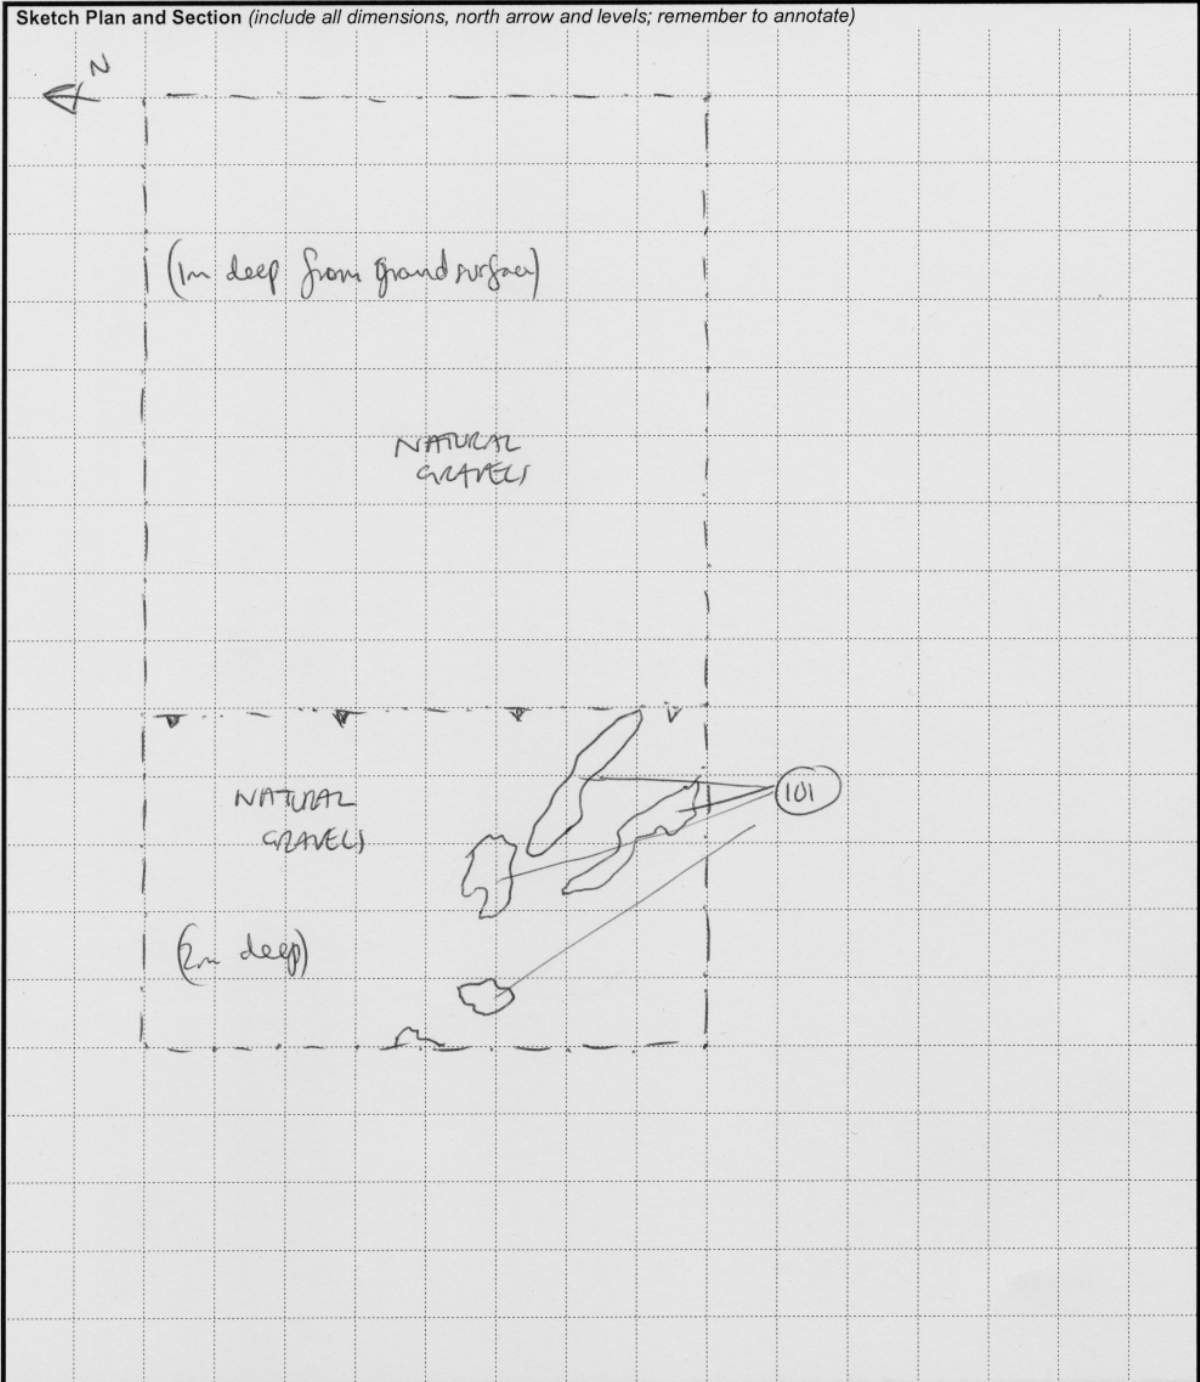 Sketch Plan and Section (include all dimensions, north arrow and levels; remember to annotate)
N
(1m deep from ground surface)
NATURAL
GRAVELS
NATURAL
GRAVELS
101
(2m deep)